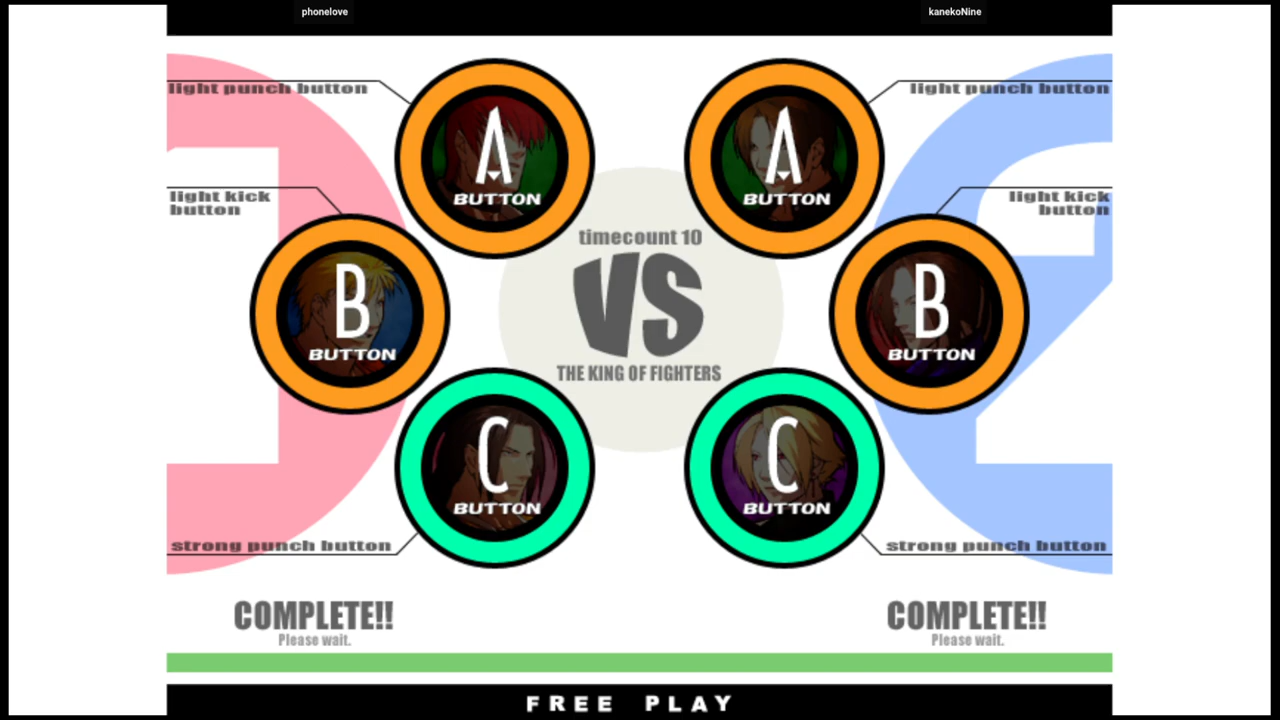 phonelove
kanekoNine
light punch button
light punch button
A
BUTTON
A
BUTTON
light kick
button
light kick
button
B
BUTTON
B
BUTTON
timecount 10
VS
THE KING OF FIGHTERS
C
BUTTON
C
BUTTON
strong punch button
strong punch button
COMPLETE!!
Please wait.
COMPLETE!!
Please wait.
FREE PLAY
1
2